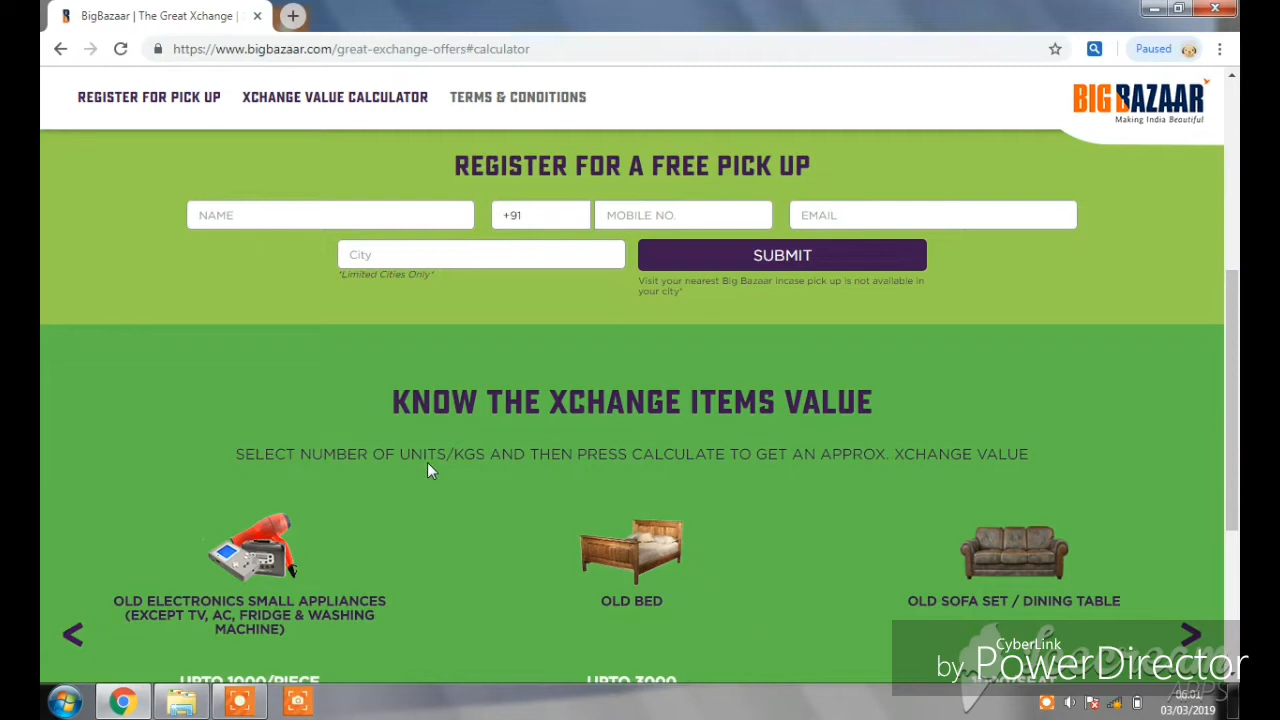 BigBazaar | The Great Xchange |
https://www.bigbazaar.com/great-exchange-offers#calculator
Paused
REGISTER FOR PICK UP XCHANGE VALUE CALCULATOR TERMS & CONDITIONS
BIG BAZAAR
Making India Beautiful
REGISTER FOR A FREE PICK UP
NAME +91 MOBILE NO. EMAIL
City SUBMIT
*Limited Cities Only*
Visit your nearest Big Bazaar incase pick up is not available in
your city*
KNOW THE XCHANGE ITEMS VALUE
SELECT NUMBER OF UNITS/KGS AND THEN PRESS CALCULATE TO GET AN APPROX. XCHANGE VALUE
OLD ELECTRONICS SMALL APPLIANCES
(EXCEPT TV, AC, FRIDGE & WASHING
MACHINE)
OLD BED
OLD SOFA SET / DINING TABLE
UPTO 1000/PIECE
UPTO 3000
CyberLink
by PowerDirector
APPS
06:01
03/03/2019